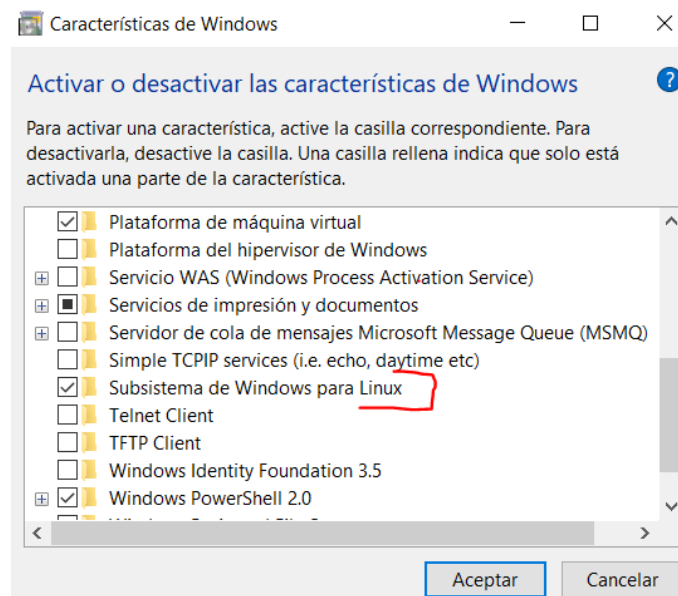 Características de Windows
Activar o desactivar las características de Windows
?
Para activar una característica, active la casilla correspondiente. Para
desactivarla, desactive la casilla. Una casilla rellena indica que solo está
activada una parte de la característica.
Plataforma de máquina virtual
Plataforma del hipervisor de Windows
Servicio WAS (Windows Process Activation Service)
Servicios de impresión y documentos
Servidor de cola de mensajes Microsoft Message Queue (MSMQ)
Simple TCPIP services (i.e. echo, daytime etc)
Subsistema de Windows para Linux
Telnet Client
TFTP Client
Windows Identity Foundation 3.5
Windows PowerShell 2.0
Aceptar
Cancelar